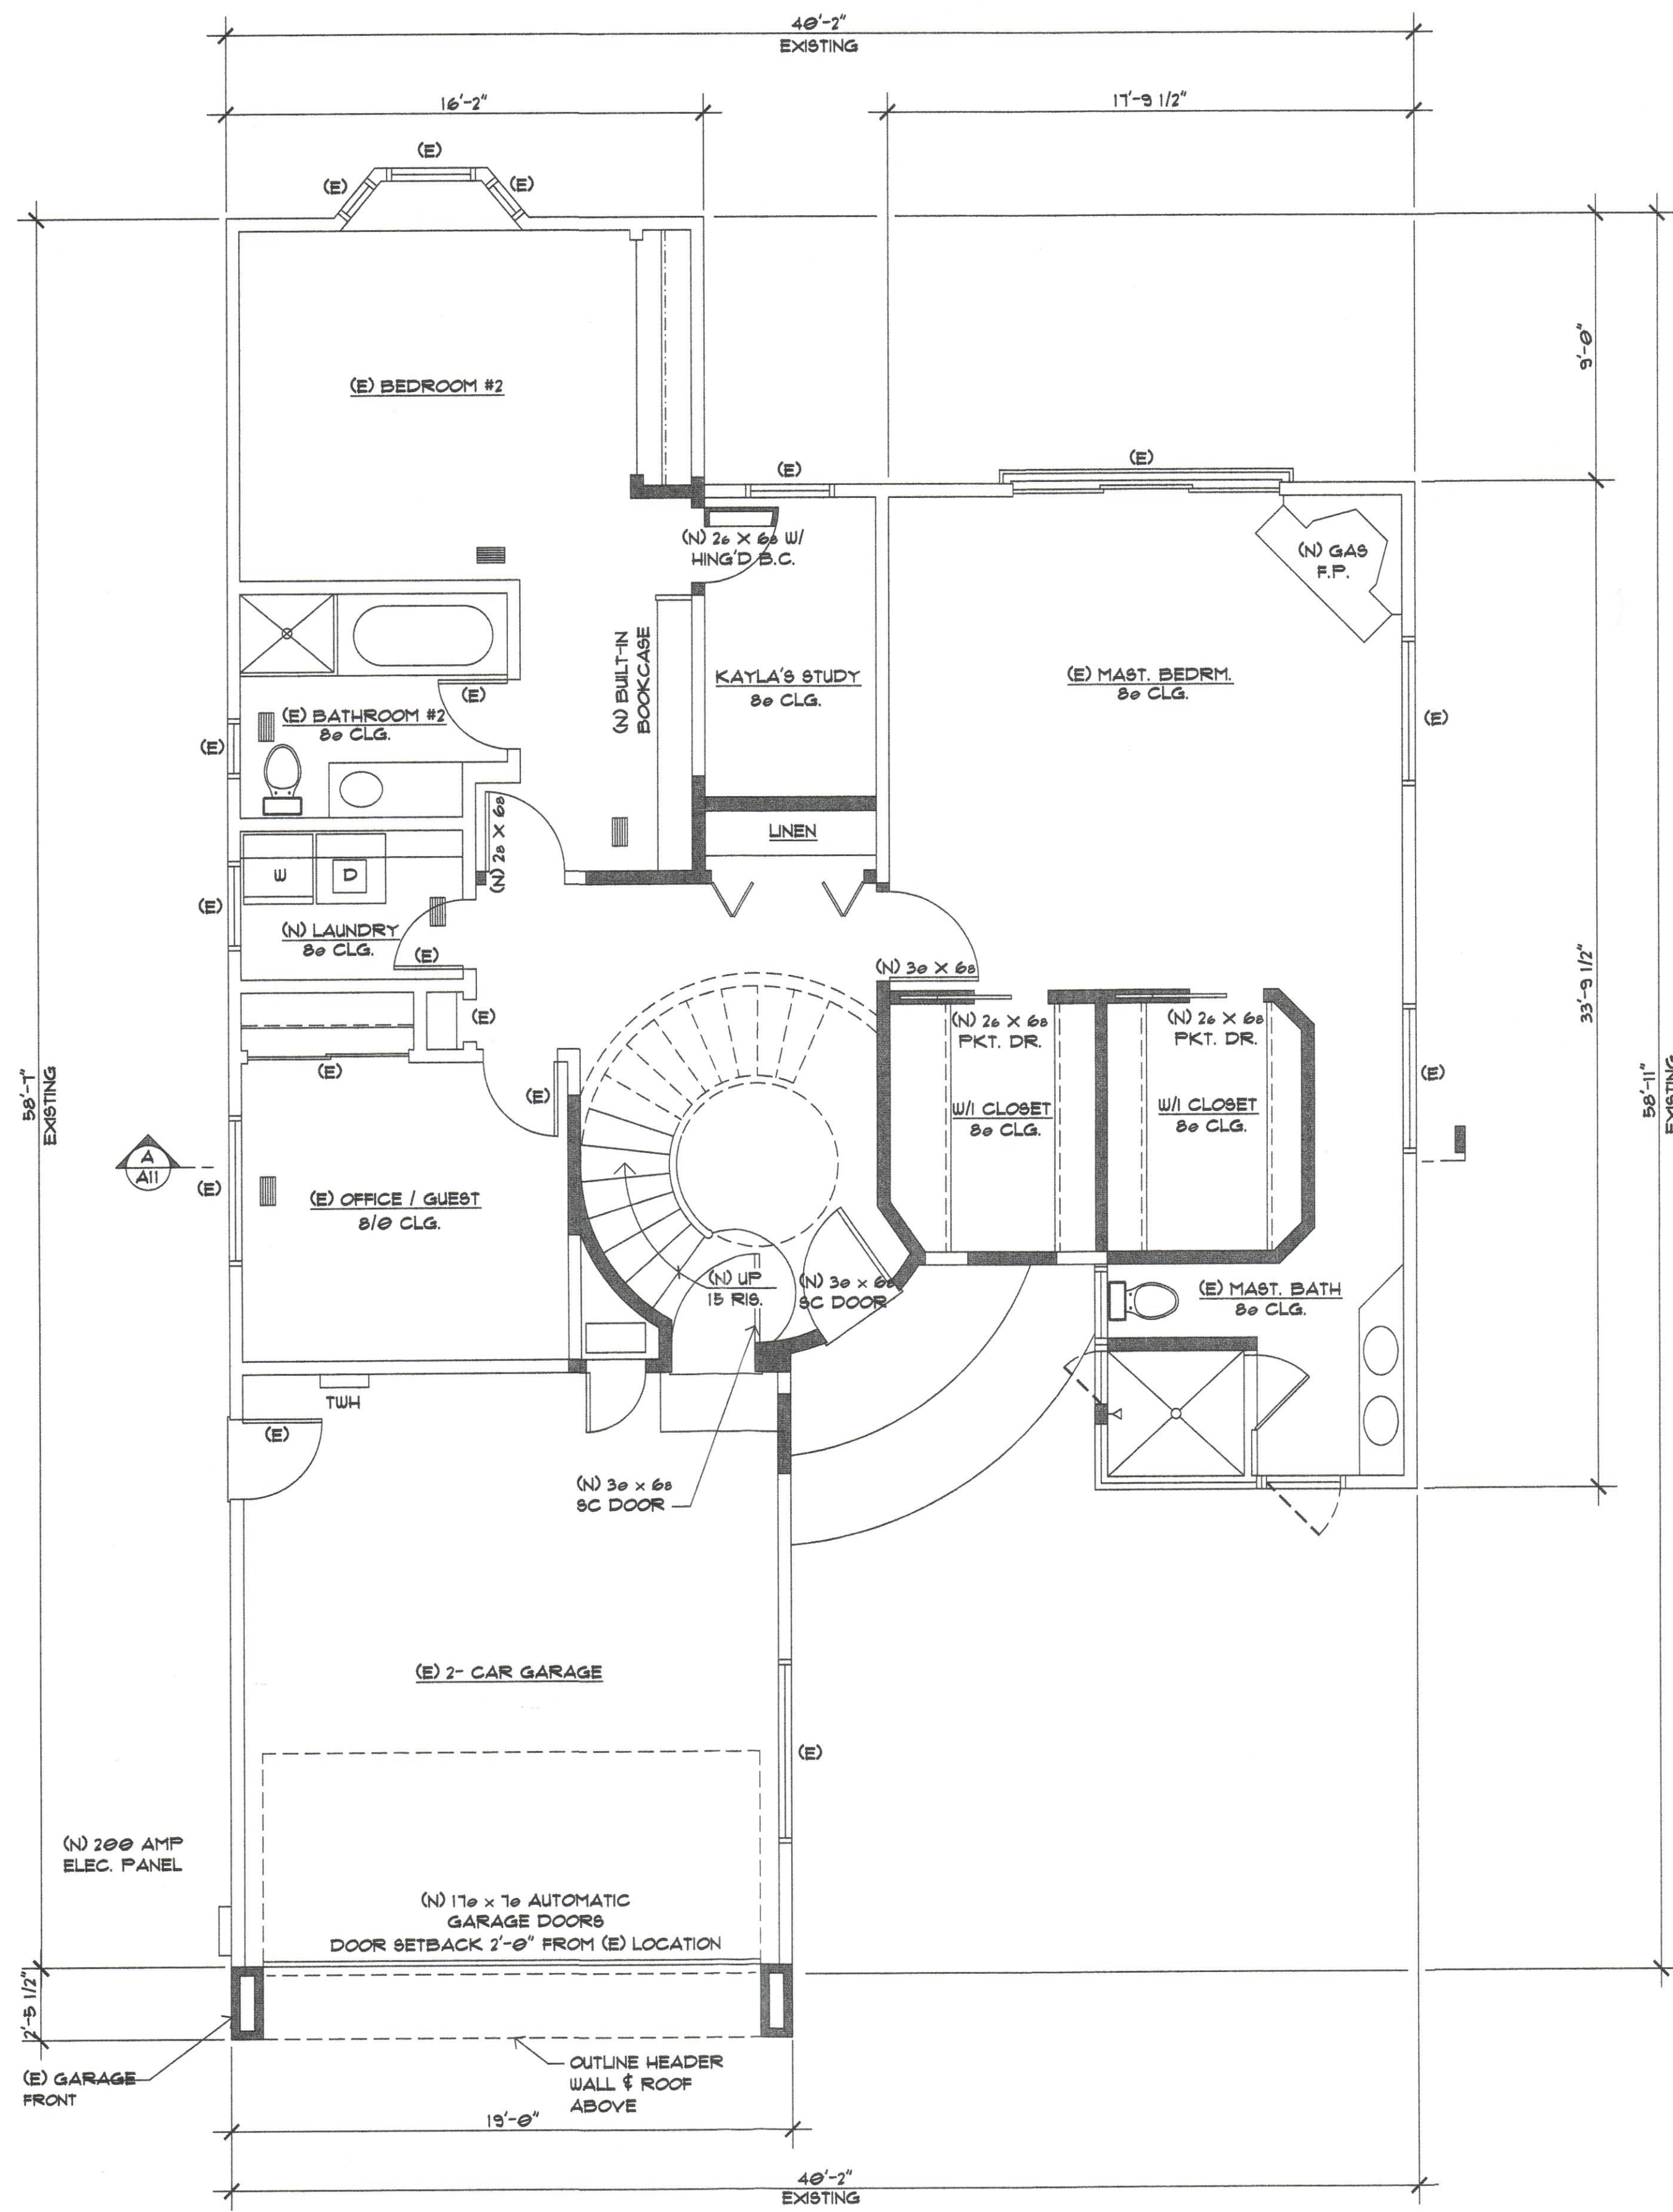 40'-2"
EXISTING
16'-2"
17'-9 1/2"
(E)
(E)
(E)
9'-0"
(E) BEDROOM #2
(E)
(E)
(N) 26 X 68 W/
HING'D B.C.
(N) GAS
F.P.
(N) BUILT-IN
BOOKCASE
KAYLA'S STUDY
80 CLG.
(E) MAST. BEDRM.
80 CLG.
(E)
(E) BATHROOM #2
80 CLG.
(E)
(E)
(N) 28 X 68
LINEN
W
D
(E)
(N) LAUNDRY
80 CLG.
(E)
(N) 30 X 68
33'-9 1/2"
(E)
(N) 26 X 68
PKT. DR.
(N) 26 X 68
PKT. DR.
(E)
(E)
(E)
58'-7"
EXISTING
58'-11"
EXISTING
W/I CLOSET
80 CLG.
W/I CLOSET
80 CLG.
A
A11
(E)
(E) OFFICE / GUEST
8/0 CLG.
(N) UP
15 RIS.
(N) 30 X 68
SC DOOR
(E) MAST. BATH
80 CLG.
TWH
(E)
(N) 30 x 68
SC DOOR
(E) 2- CAR GARAGE
(E)
(N) 200 AMP
ELEC. PANEL
(N) 170 x 70 AUTOMATIC
GARAGE DOORS
DOOR SETBACK 2'-0" FROM (E) LOCATION
2'-5 1/2"
(E) GARAGE
FRONT
OUTLINE HEADER
WALL & ROOF
ABOVE
19'-0"
40'-2"
EXISTING